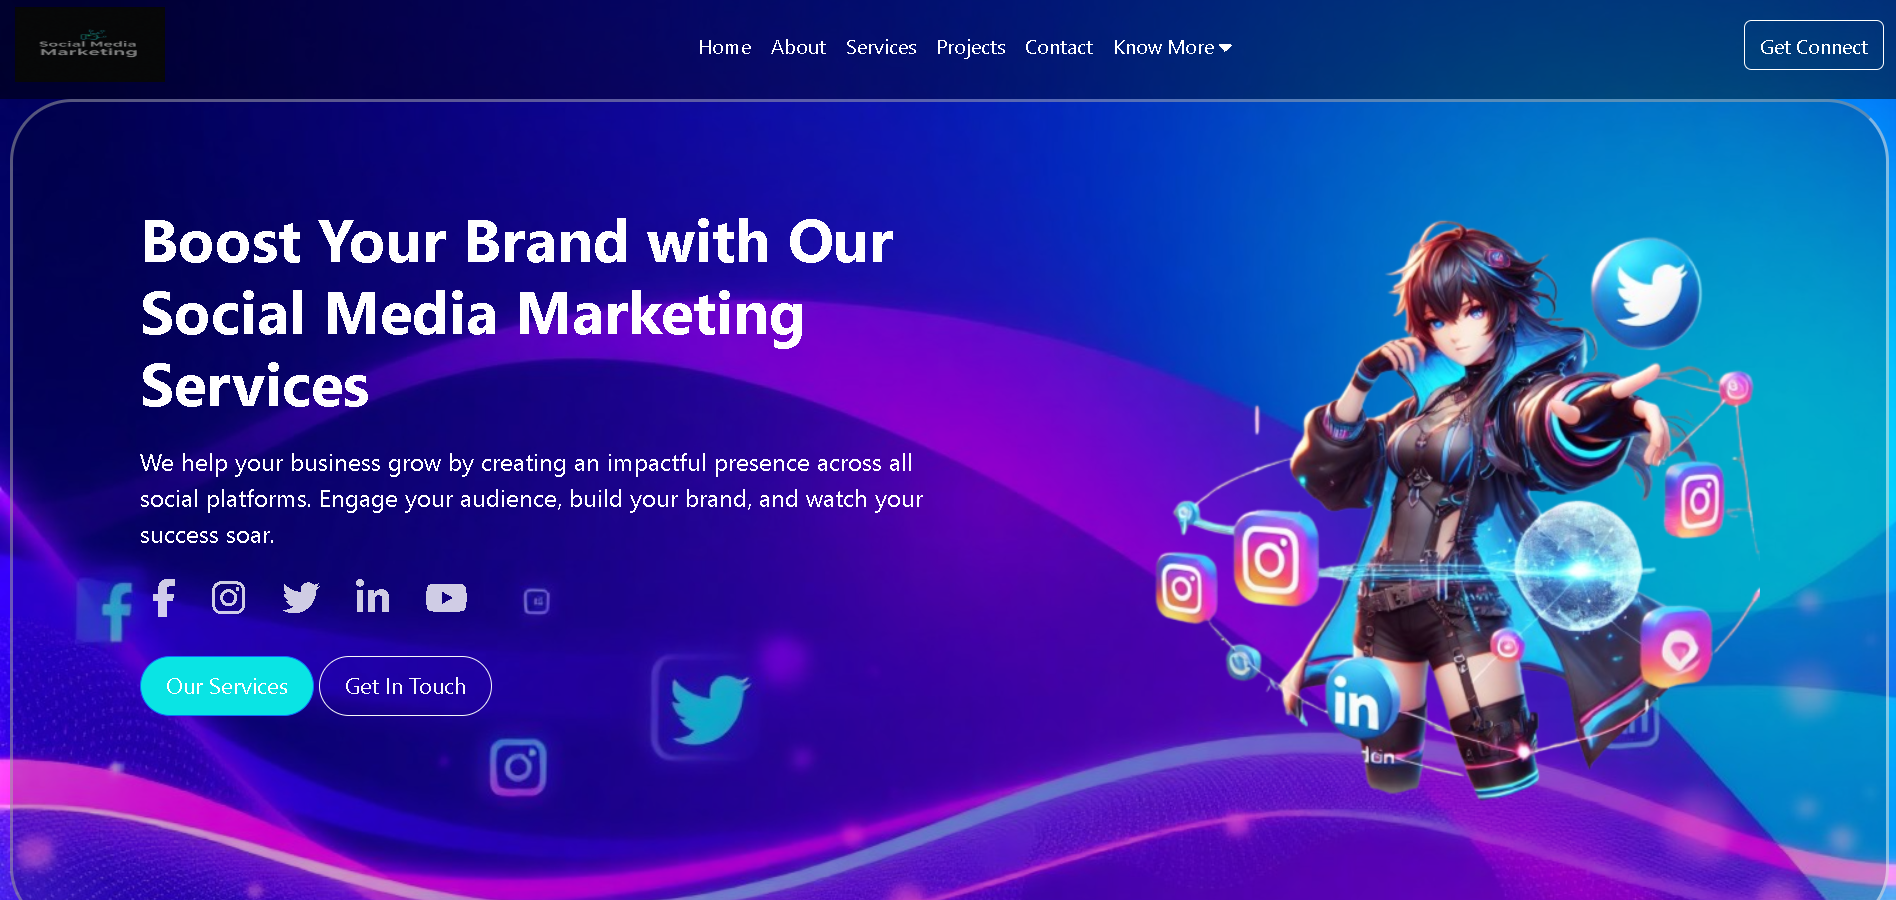 Social Media
Marketing
Home
About
Services
Projects
Contact
Know More
Get Connect
Boost Your Brand with Our
Social Media Marketing
Services
We help your business grow by creating an impactful presence across all
social platforms. Engage your audience, build your brand, and watch your
success soar.
Our Services
Get In Touch
in